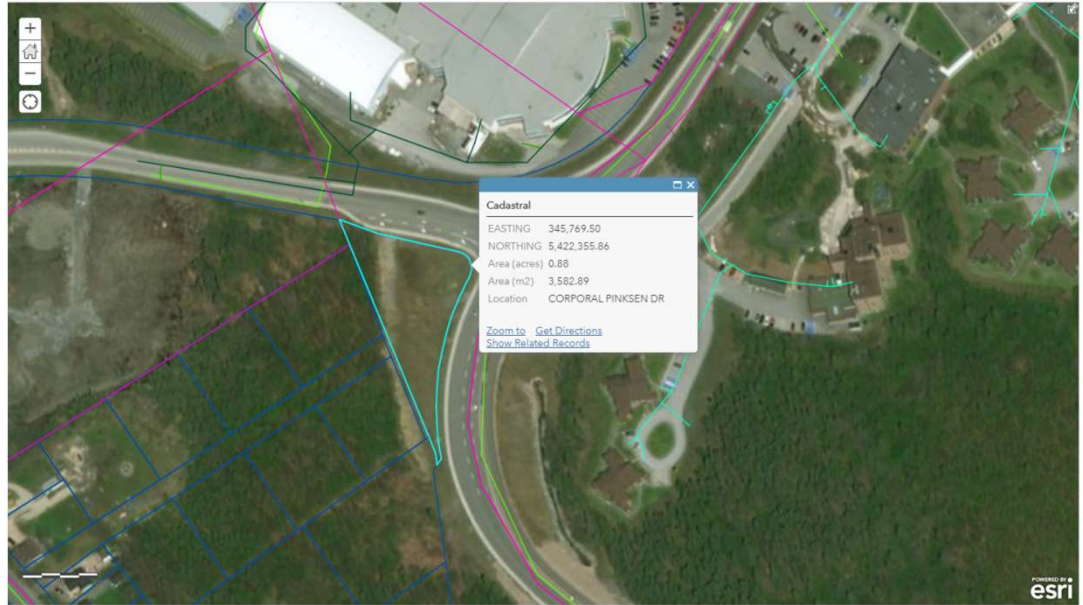 +
−
Cadastral
EASTING 345,769.50
NORTHING 5,422,355.86
Area (acres) 0.88
Area (m2) 3,582.89
Location CORPORAL PINKSEN DR
Zoom to Get Directions
Show Related Records
POWERED BY
esri